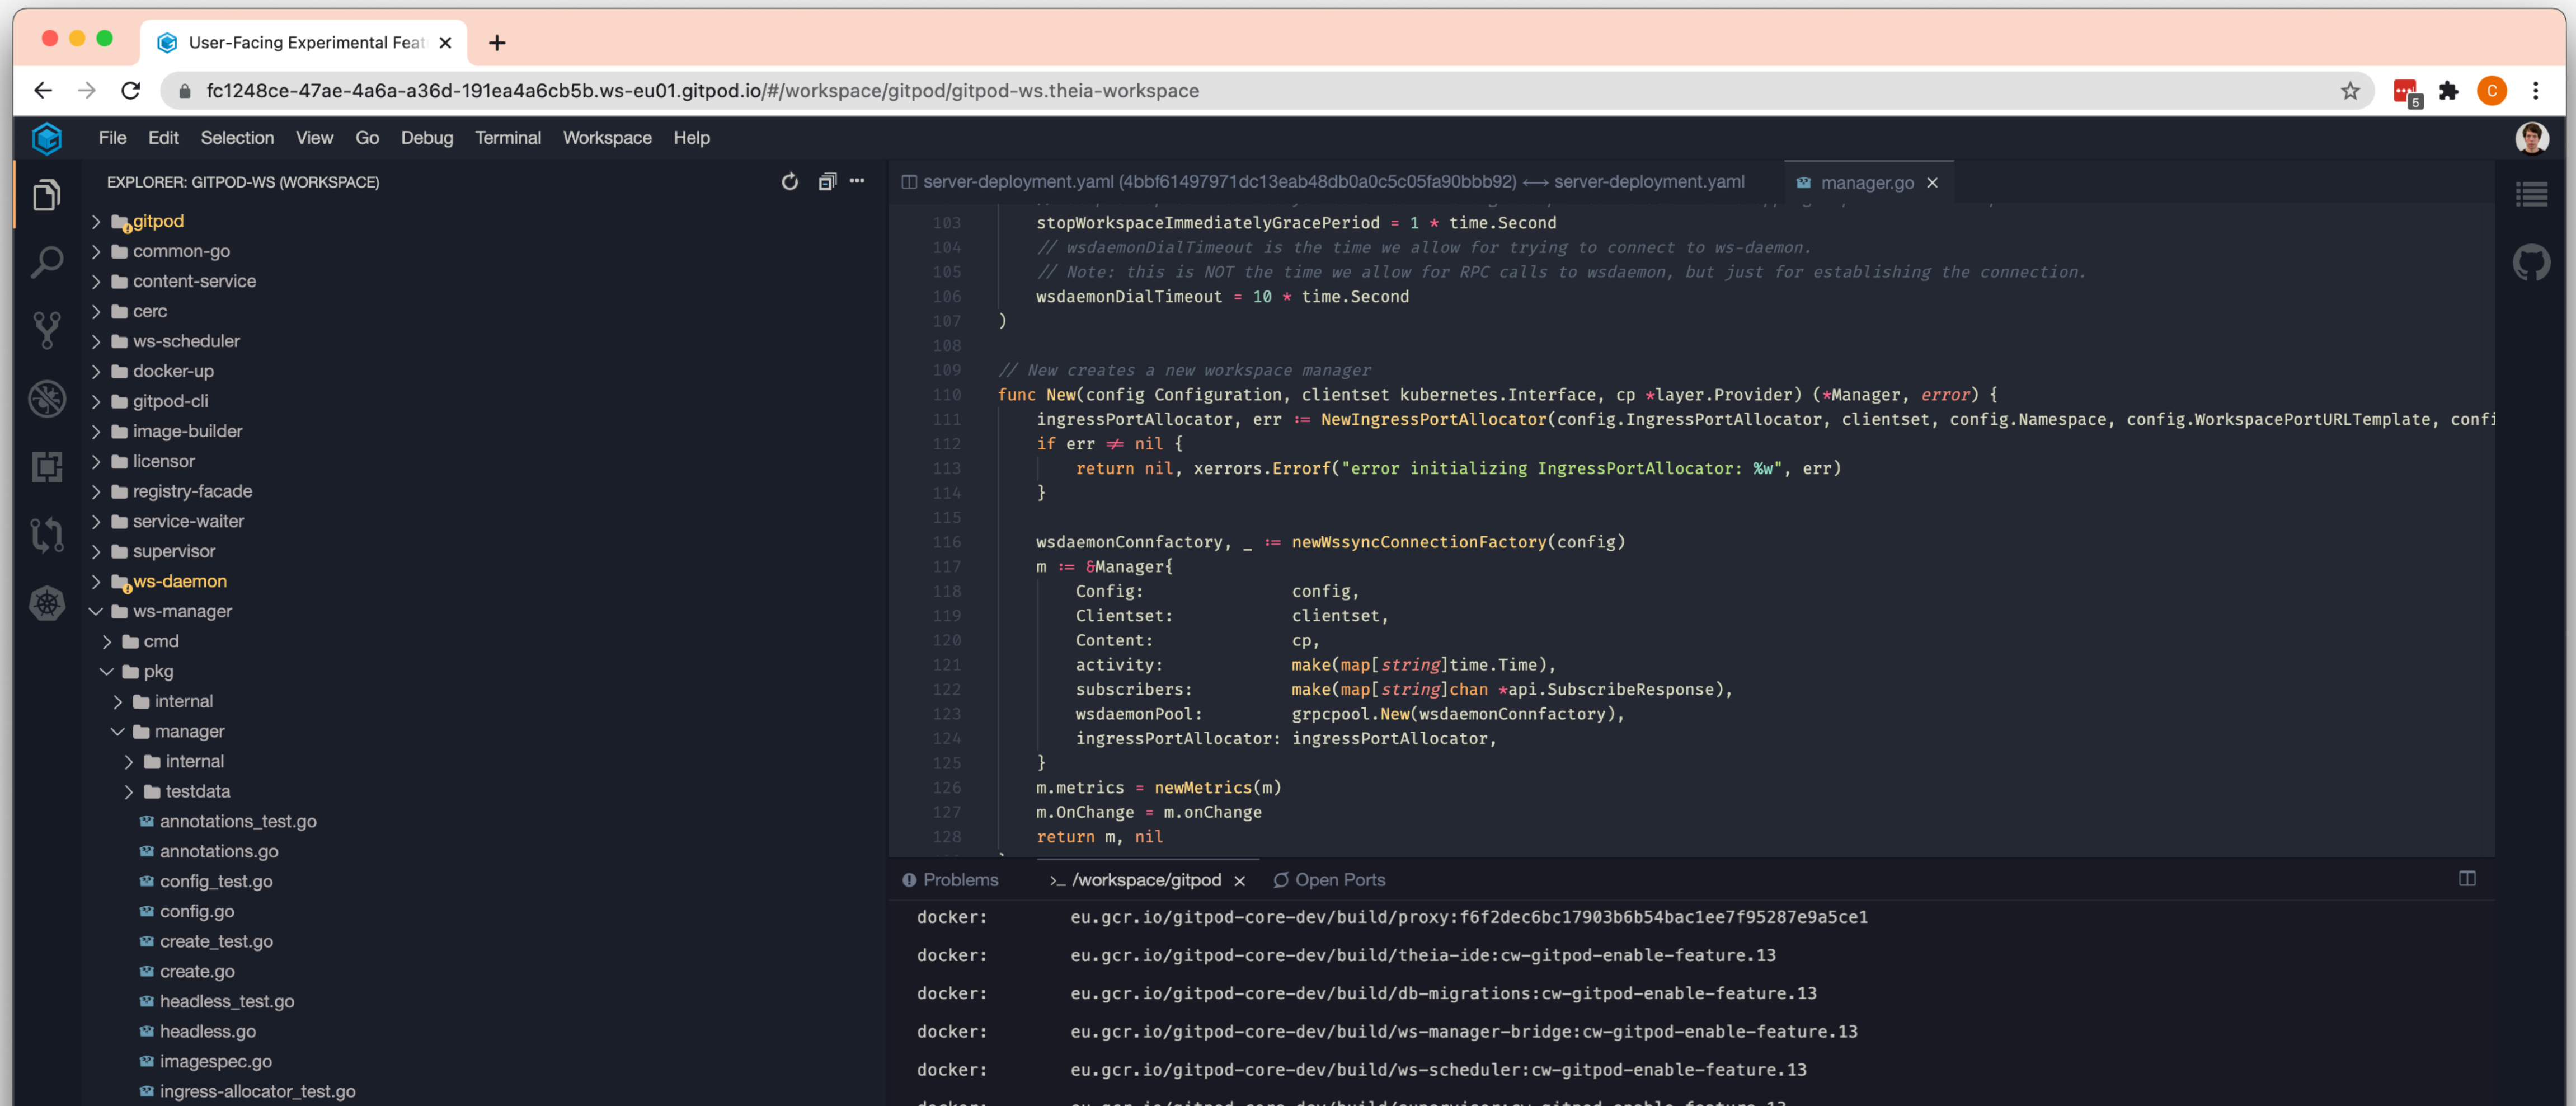 User-Facing Experimental Feat
fc1248ce-47ae-4a6a-a36d-191ea4a6cb5b.ws-eu01.gitpod.io/#/workspace/gitpod/gitpod-ws.theia-workspace
5
C
File Edit Selection View Go Debug Terminal Workspace Help
EXPLORER: GITPOD-WS (WORKSPACE)
gitpod
common-go
content-service
cerc
ws-scheduler
docker-up
gitpod-cli
image-builder
licensor
registry-facade
service-waiter
supervisor
ws-daemon
ws-manager
cmd
pkg
internal
manager
internal
testdata
annotations_test.go
annotations.go
config_test.go
config.go
create_test.go
create.go
headless_test.go
headless.go
imagespec.go
ingress-allocator_test.go
server-deployment.yaml (4bbf61497971dc13eab48db0a0c5c05fa90bbb92) ⟷ server-deployment.yaml
manager.go
103 stopWorkspaceImmediatelyGracePeriod = 1 * time.Second
104 // wsdaemonDialTimeout is the time we allow for trying to connect to ws-daemon.
105 // Note: this is NOT the time we allow for RPC calls to wsdaemon, but just for establishing the connection.
106 wsdaemonDialTimeout = 10 * time.Second
107 )
108
109 // New creates a new workspace manager
110 func New(config Configuration, clientset kubernetes.Interface, cp *layer.Provider) (*Manager, error) {
111 ingressPortAllocator, err := NewIngressPortAllocator(config.IngressPortAllocator, clientset, config.Namespace, config.WorkspacePortURLTemplate, confi
112 if err ≠ nil {
113 return nil, xerrors.Errorf("error initializing IngressPortAllocator: %w", err)
114 }
115
116 wsdaemonConnfactory, _ := newWssyncConnectionFactory(config)
117 m := &Manager{
118 Config: config,
119 Clientset: clientset,
120 Content: cp,
121 activity: make(map[string]time.Time),
122 subscribers: make(map[string]chan *api.SubscribeResponse),
123 wsdaemonPool: grpcpool.New(wsdaemonConnfactory),
124 ingressPortAllocator: ingressPortAllocator,
125 }
126 m.metrics = newMetrics(m)
127 m.OnChange = m.onChange
128 return m, nil
Problems >_ /workspace/gitpod Open Ports
docker: eu.gcr.io/gitpod-core-dev/build/proxy:f6f2dec6bc17903b6b54bac1ee7f95287e9a5ce1
docker: eu.gcr.io/gitpod-core-dev/build/theia-ide:cw-gitpod-enable-feature.13
docker: eu.gcr.io/gitpod-core-dev/build/db-migrations:cw-gitpod-enable-feature.13
docker: eu.gcr.io/gitpod-core-dev/build/ws-manager-bridge:cw-gitpod-enable-feature.13
docker: eu.gcr.io/gitpod-core-dev/build/ws-scheduler:cw-gitpod-enable-feature.13